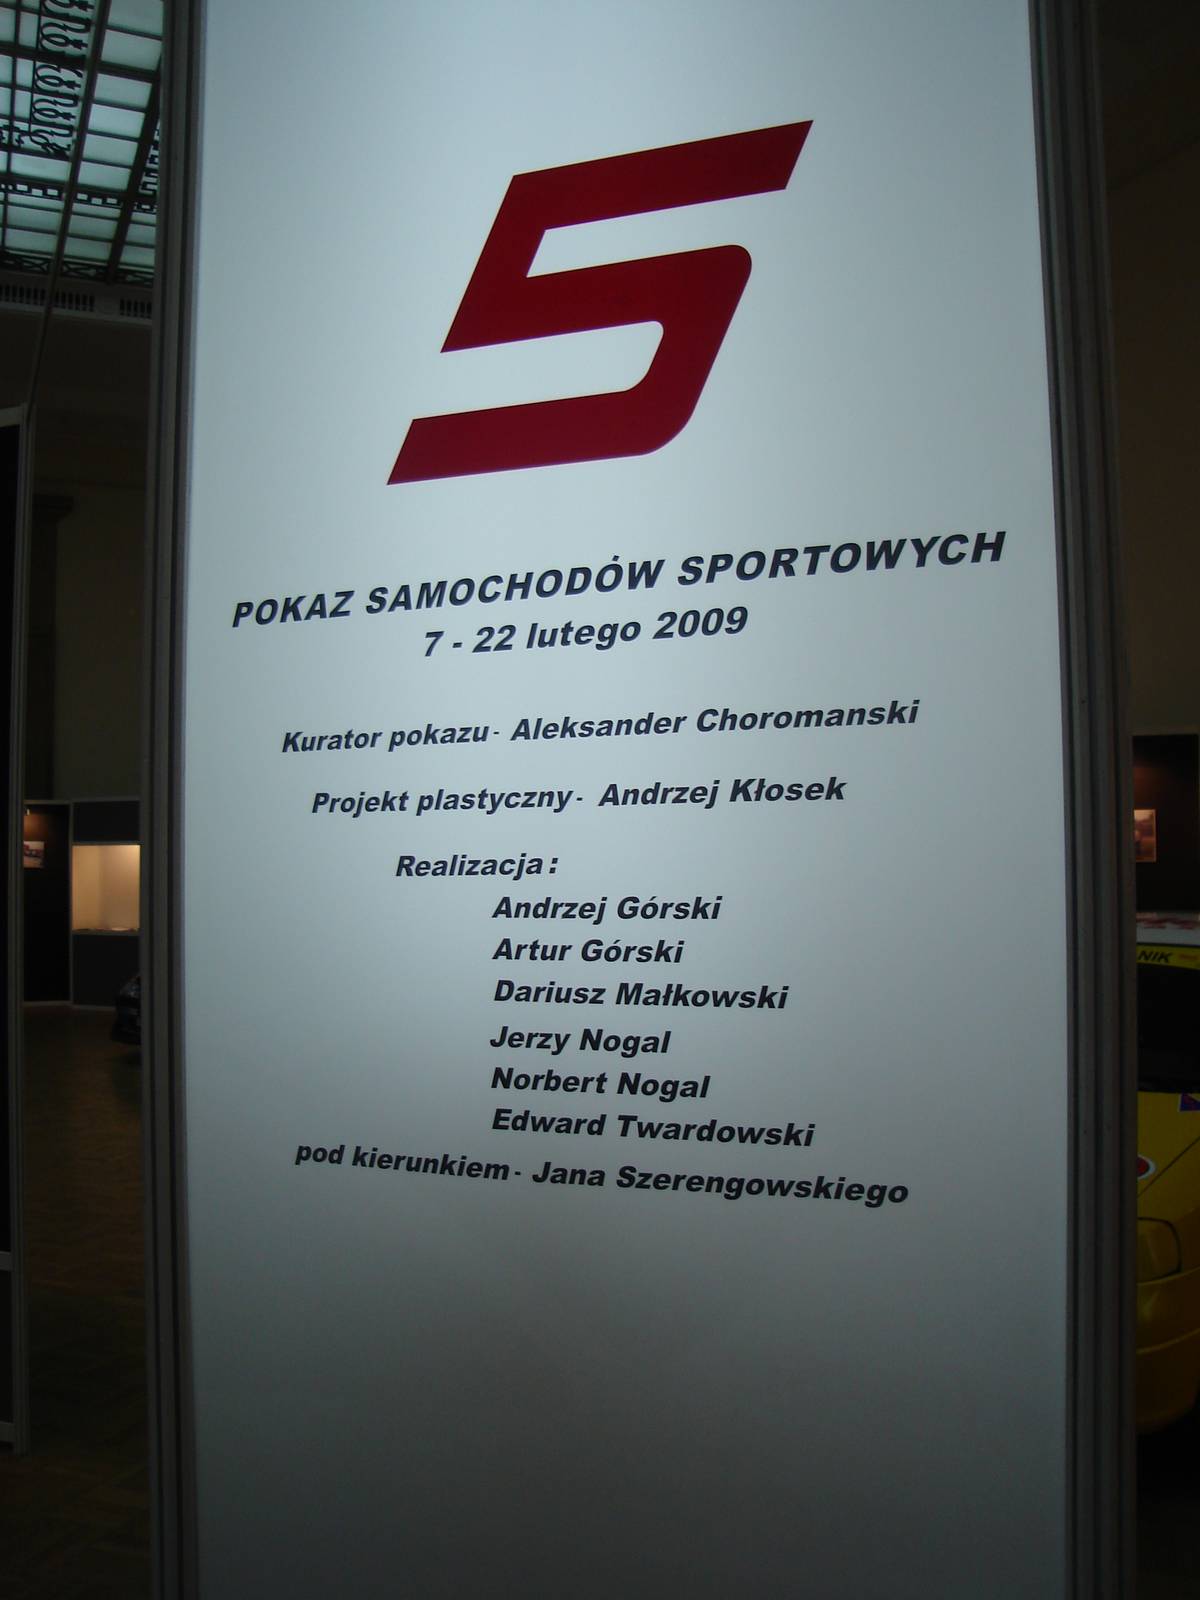 5
POKAZ SAMOCHODÓW SPORTOWYCH
7 - 22 lutego 2009
Kurator pokazu - Aleksander Choromanski
Projekt plastyczny - Andrzej Kłosek
Realizacja :
Andrzej Górski
Artur Górski
Dariusz Małkowski
Jerzy Nogal
Norbert Nogal
Edward Twardowski
pod kierunkiem - Jana Szerengowskiego
NIK